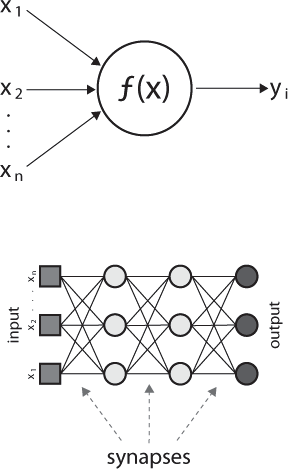 x1
x2
f(x)
yi
.
.
.
xn
input
xn
. . .
x2
. . .
x1
output
synapses